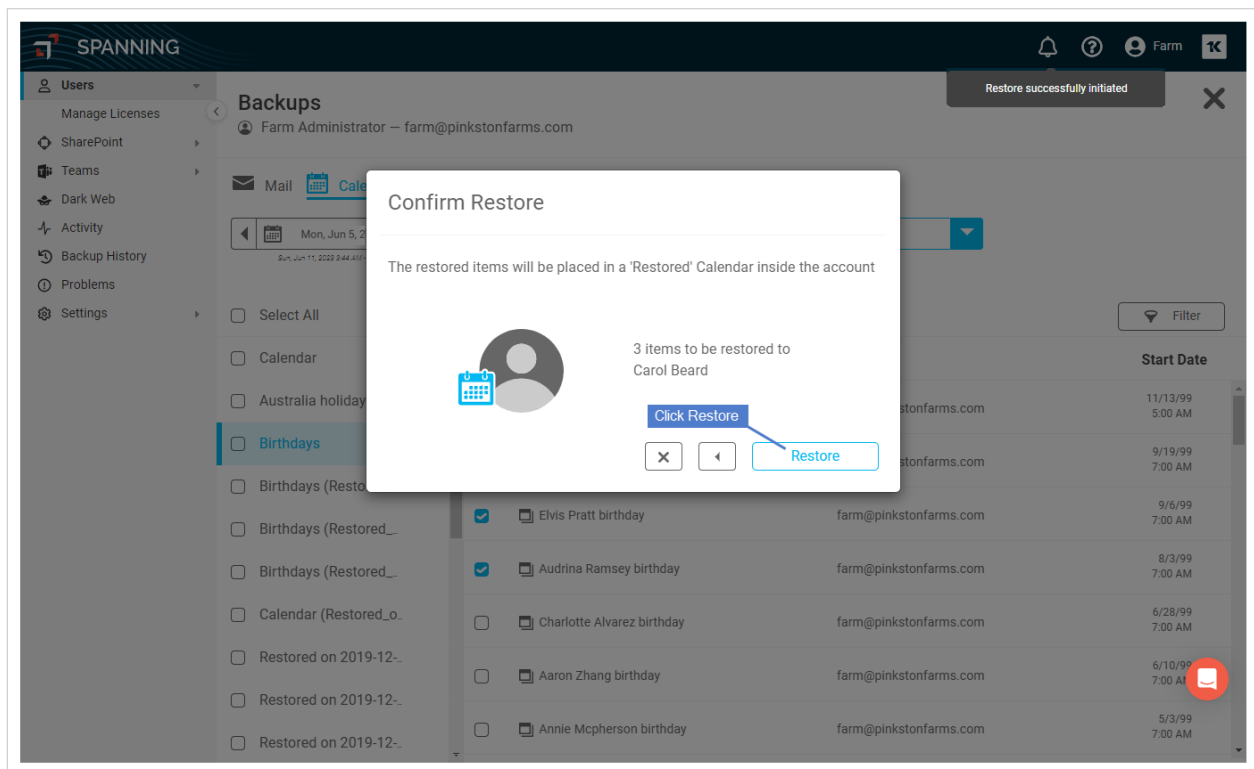 SPANNING
Farm
Restore successfully initiated
Users
Manage Licenses
SharePoint
Teams
Dark Web
Activity
Backup History
Problems
Settings
Backups
Farm Administrator – farm@pinkstonfarms.com
Mail
Cale
Mon, Jun 5, 2
Sun, Jun 11, 2023 2:44 AM -
Confirm Restore
The restored items will be placed in a 'Restored' Calendar inside the account
3 items to be restored to
Carol Beard
Click Restore
Restore
Select All
Filter
Calendar
Start Date
Australia holiday
stonfarms.com
11/13/99
5:00 AM
Birthdays
stonfarms.com
9/19/99
7:00 AM
Birthdays (Resto
Elvis Pratt birthday
farm@pinkstonfarms.com
9/6/99
7:00 AM
Birthdays (Restored_...
Birthdays (Restored_...
Audrina Ramsey birthday
farm@pinkstonfarms.com
8/3/99
7:00 AM
Calendar (Restored_o...
Charlotte Alvarez birthday
farm@pinkstonfarms.com
6/28/99
7:00 AM
Restored on 2019-12-...
Aaron Zhang birthday
farm@pinkstonfarms.com
6/10/99
7:00 A
Restored on 2019-12-...
Restored on 2019-12-...
Annie Mcpherson birthday
farm@pinkstonfarms.com
5/3/99
7:00 AM